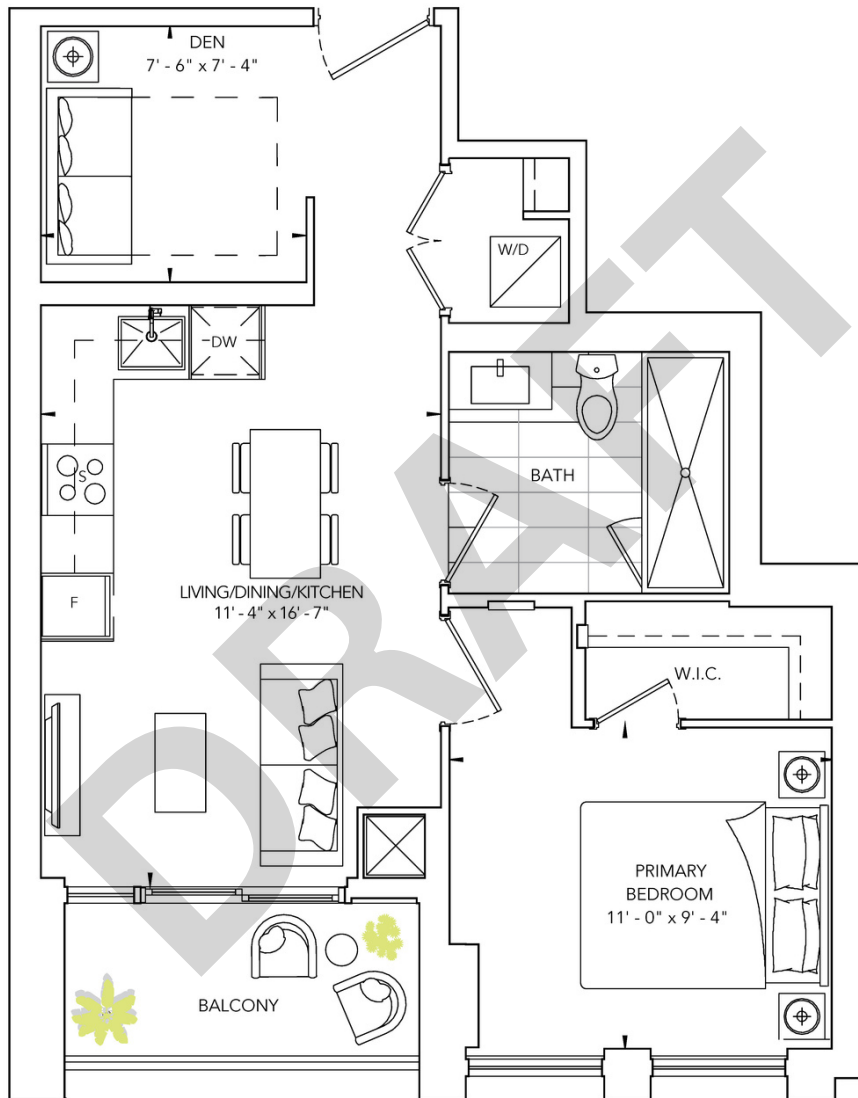 DEN
7' - 6" x 7' - 4"
W/D
DW
S
BATH
F
LIVING/DINING/KITCHEN
11' - 4" x 16' - 7"
W.I.C.
PRIMARY
BEDROOM
11' - 0" x 9' - 4"
BALCONY
DRAFT